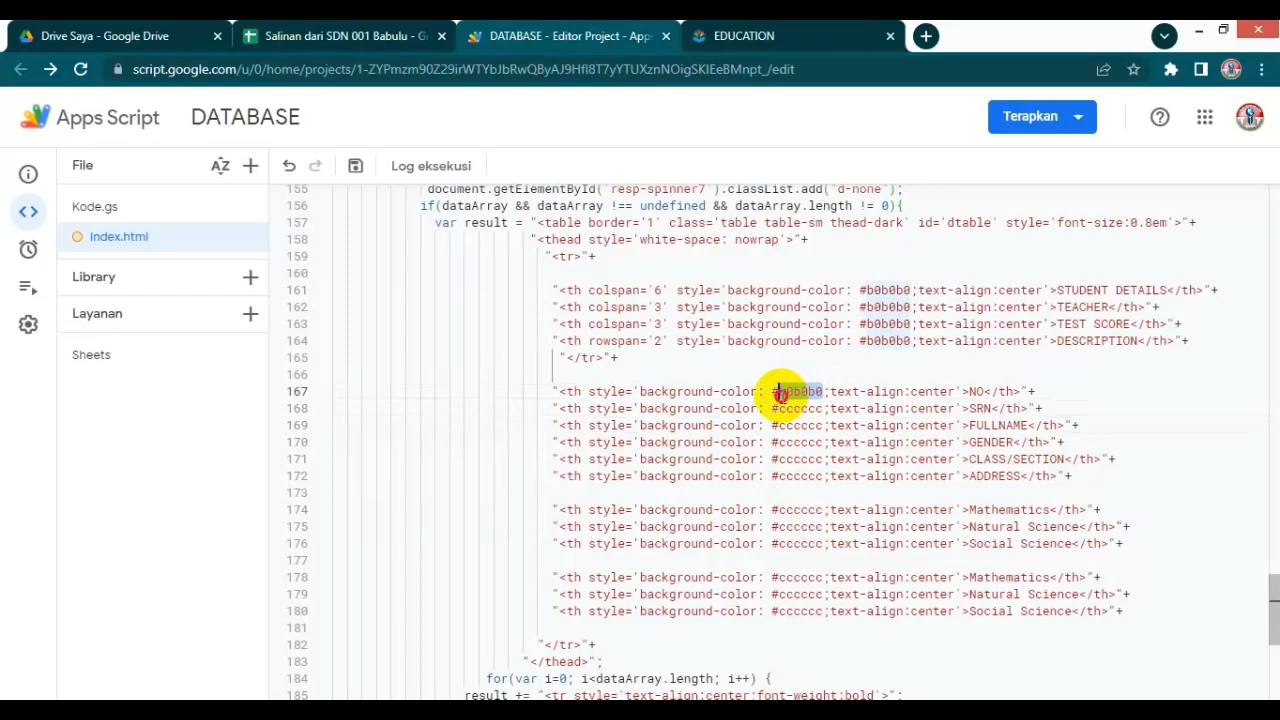 Drive Saya - Google Drive
Salinan dari SDN 001 Babulu - G
DATABASE - Editor Project - Apps
EDUCATION
script.google.com/u/0/home/projects/1-ZYPmzm90Z29irWTYbJbRwQByAJ9Hfl8T7yYTUXznNOigSKIEeBMnpt_/edit
Apps Script
DATABASE
Terapkan
File
AZ
Log eksekusi
Kode.gs
Index.html
Library
Layanan
Sheets
155 document.getElementById('resp-spinner7').classList.add("d-none");
156 if(dataArray && dataArray !== undefined && dataArray.length != 0){
157 var result = "<table border='1' class='table table-sm thead-dark' id='dtable' style='font-size:0.8em'>"+
158 "<thead style='white-space: nowrap'>"+
159 "<tr>"+
160
161 "<th colspan='6' style='background-color: #b0b0b0;text-align:center'>STUDENT DETAILS</th>"+
162 "<th colspan='3' style='background-color: #b0b0b0;text-align:center'>TEACHER</th>"+
163 "<th colspan='3' style='background-color: #b0b0b0;text-align:center'>TEST SCORE</th>"+
164 "<th rowspan='2' style='background-color: #b0b0b0;text-align:center'>DESCRIPTION</th>"+
165 "</tr>"+
166
167 "<th style='background-color: #b0b0b0;text-align:center'>NO</th>"+
168 "<th style='background-color: #cccccc;text-align:center'>SRN</th>"+
169 "<th style='background-color: #cccccc;text-align:center'>FULLNAME</th>"+
170 "<th style='background-color: #cccccc;text-align:center'>GENDER</th>"+
171 "<th style='background-color: #cccccc;text-align:center'>CLASS/SECTION</th>"+
172 "<th style='background-color: #cccccc;text-align:center'>ADDRESS</th>"+
173
174 "<th style='background-color: #cccccc;text-align:center'>Mathematics</th>"+
175 "<th style='background-color: #cccccc;text-align:center'>Natural Science</th>"+
176 "<th style='background-color: #cccccc;text-align:center'>Social Science</th>"+
177
178 "<th style='background-color: #cccccc;text-align:center'>Mathematics</th>"+
179 "<th style='background-color: #cccccc;text-align:center'>Natural Science</th>"+
180 "<th style='background-color: #cccccc;text-align:center'>Social Science</th>"+
181
182 "</tr>"+
183 "</thead>";
184 for(var i=0; i<dataArray.length; i++) {
185 result += "<tr style='text-align:center;font-weight:bold'>";